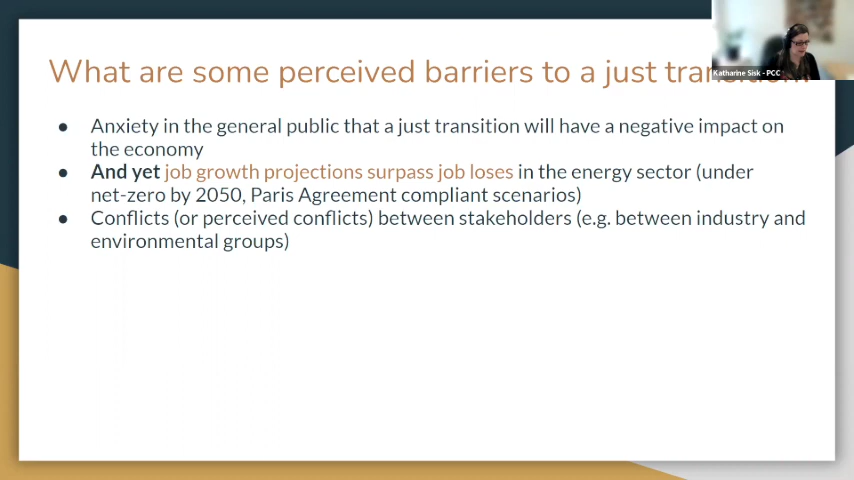 What are some perceived barriers to a just
Katharine Sisk - PCC
● Anxiety in the general public that a just transition will have a negative impact on
the economy
● And yet job growth projections surpass job loses in the energy sector (under
net-zero by 2050, Paris Agreement compliant scenarios)
● Conflicts (or perceived conflicts) between stakeholders (e.g. between industry and
environmental groups)